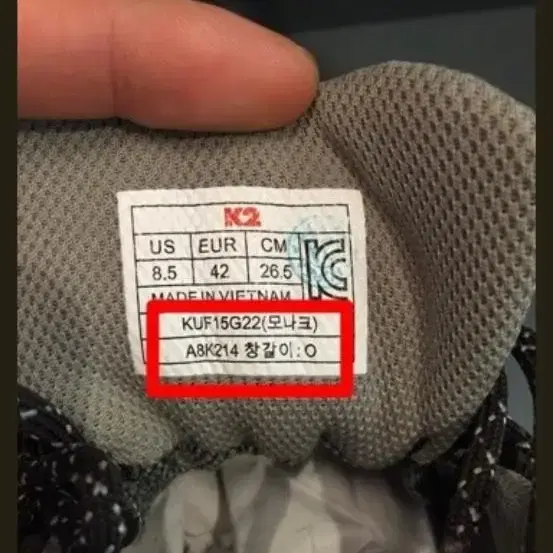 K2
US EUR CM
8.5 42 26.5
MADE IN VIETNAM
KUF15G22(모나크)
A8K214 창갈이:O